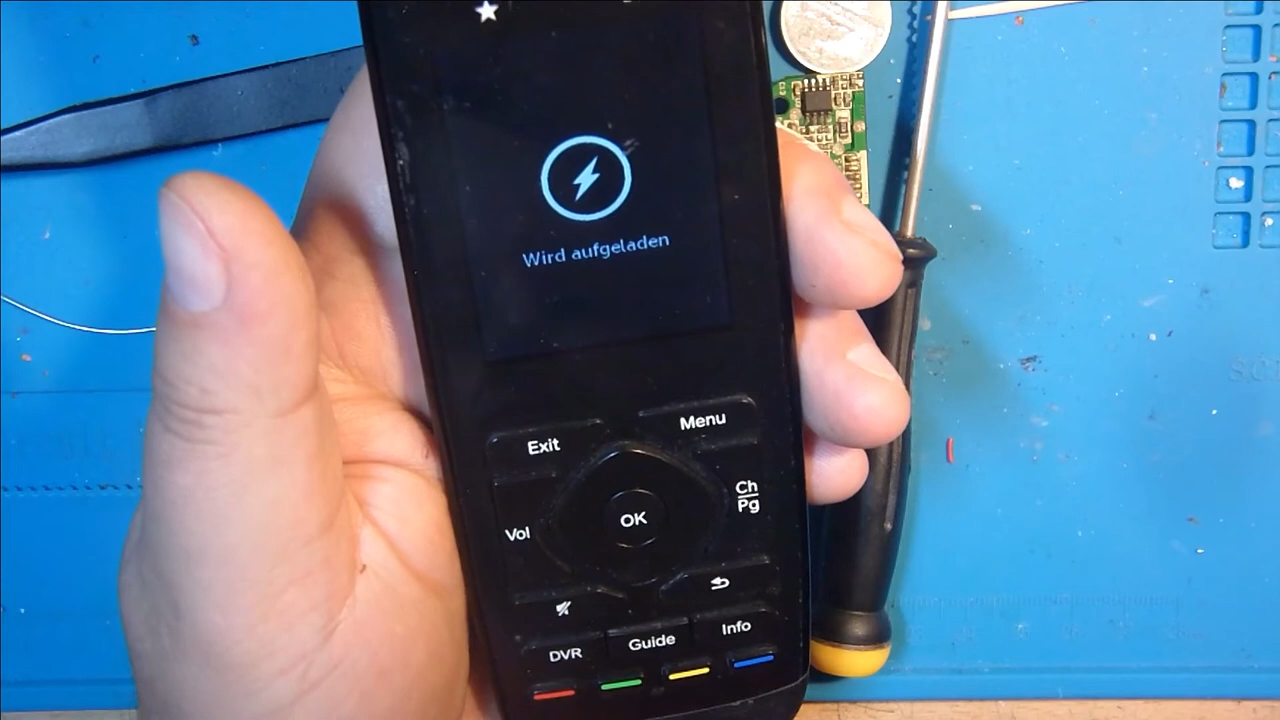 Wird aufgeladen
Exit
Menu
Vol
OK
Ch
Pg
DVR
Guide
Info